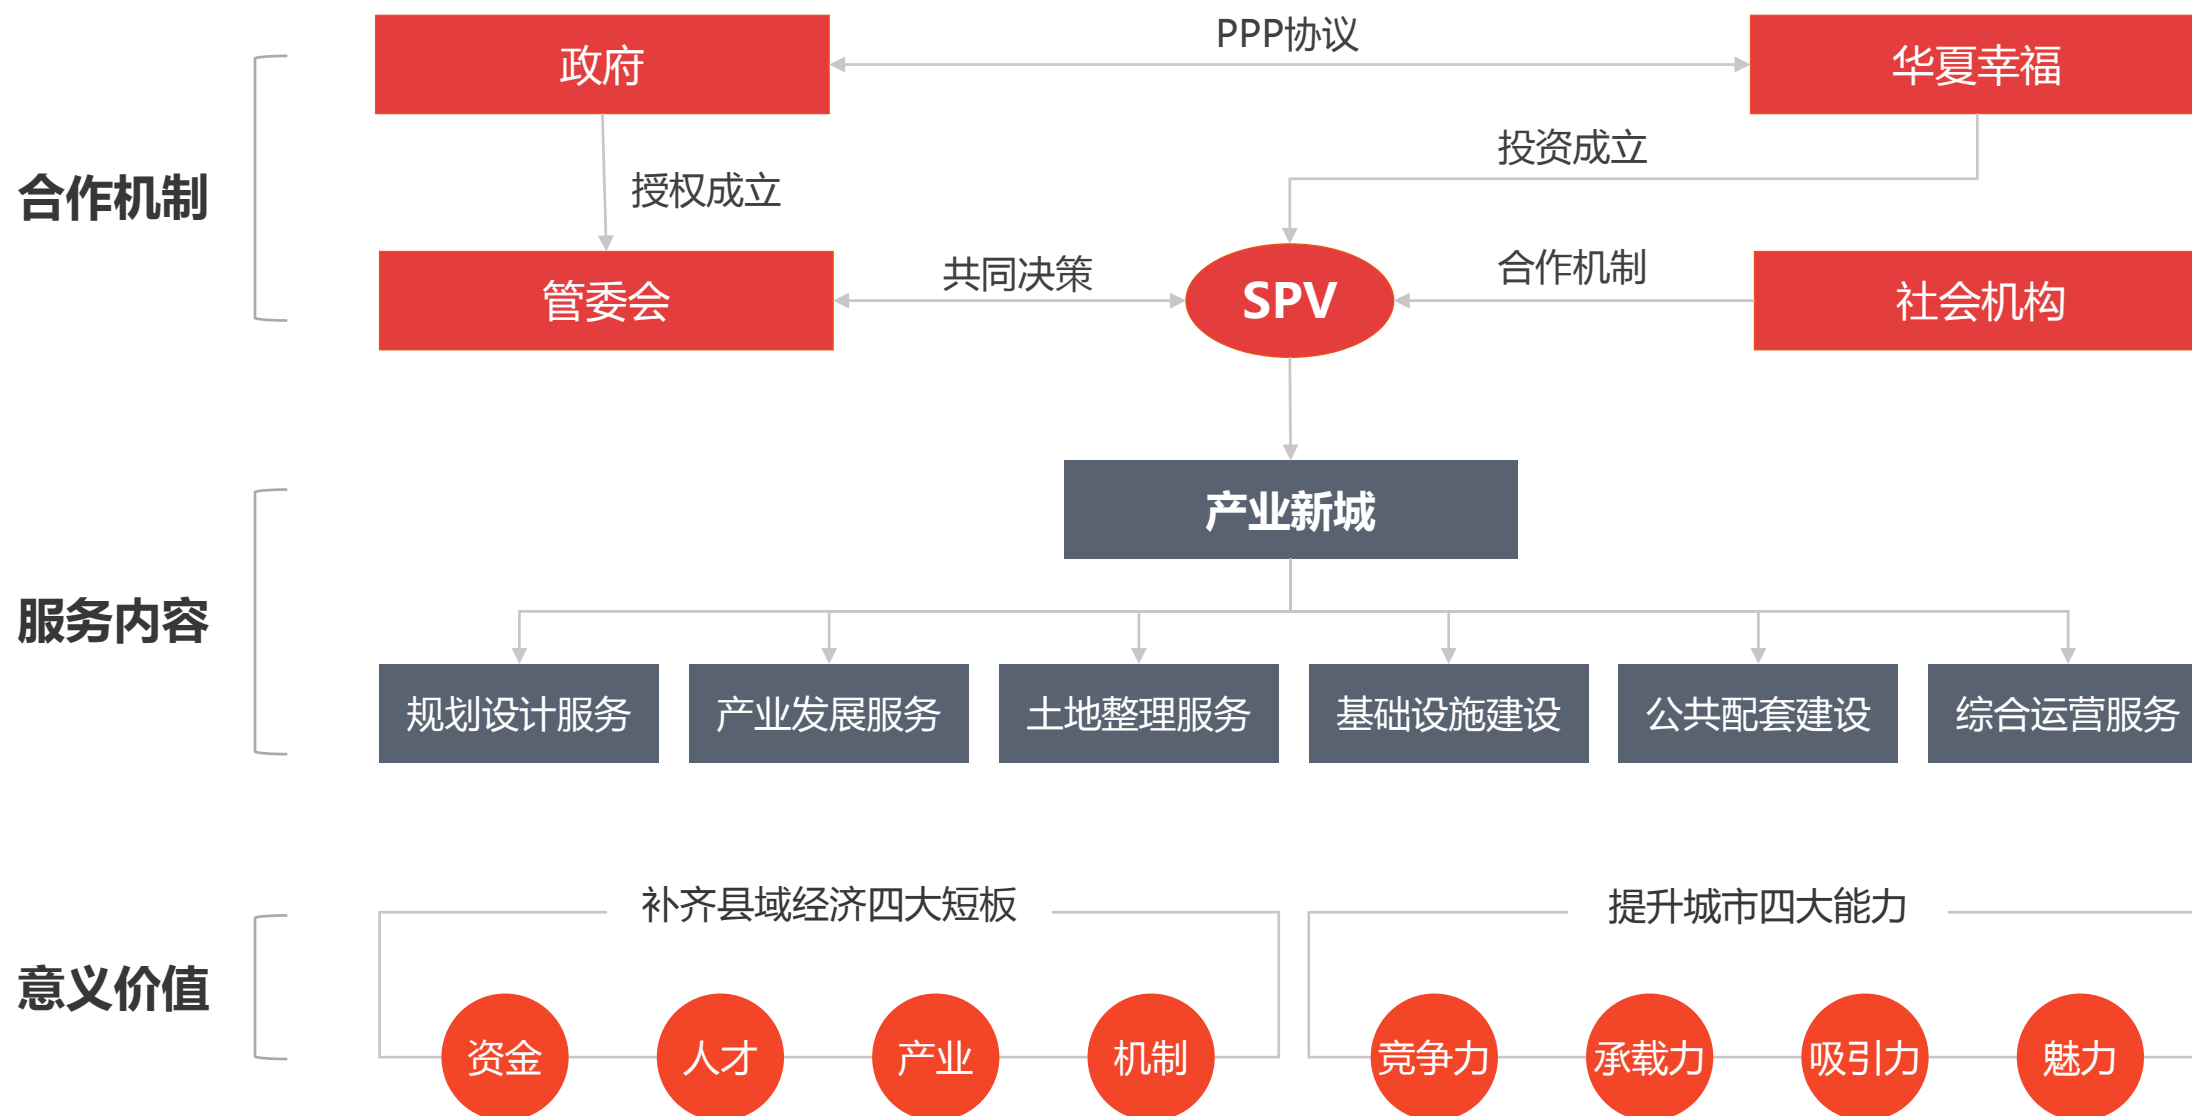 政府
PPP协议
华夏幸福
投资成立
授权成立
合作机制
管委会
共同决策
SPV
合作机制
社会机构
产业新城
服务内容
规划设计服务
产业发展服务
土地整理服务
基础设施建设
公共配套建设
综合运营服务
补齐县域经济四大短板
提升城市四大能力
意义价值
资金
人才
产业
机制
竞争力
承载力
吸引力
魅力